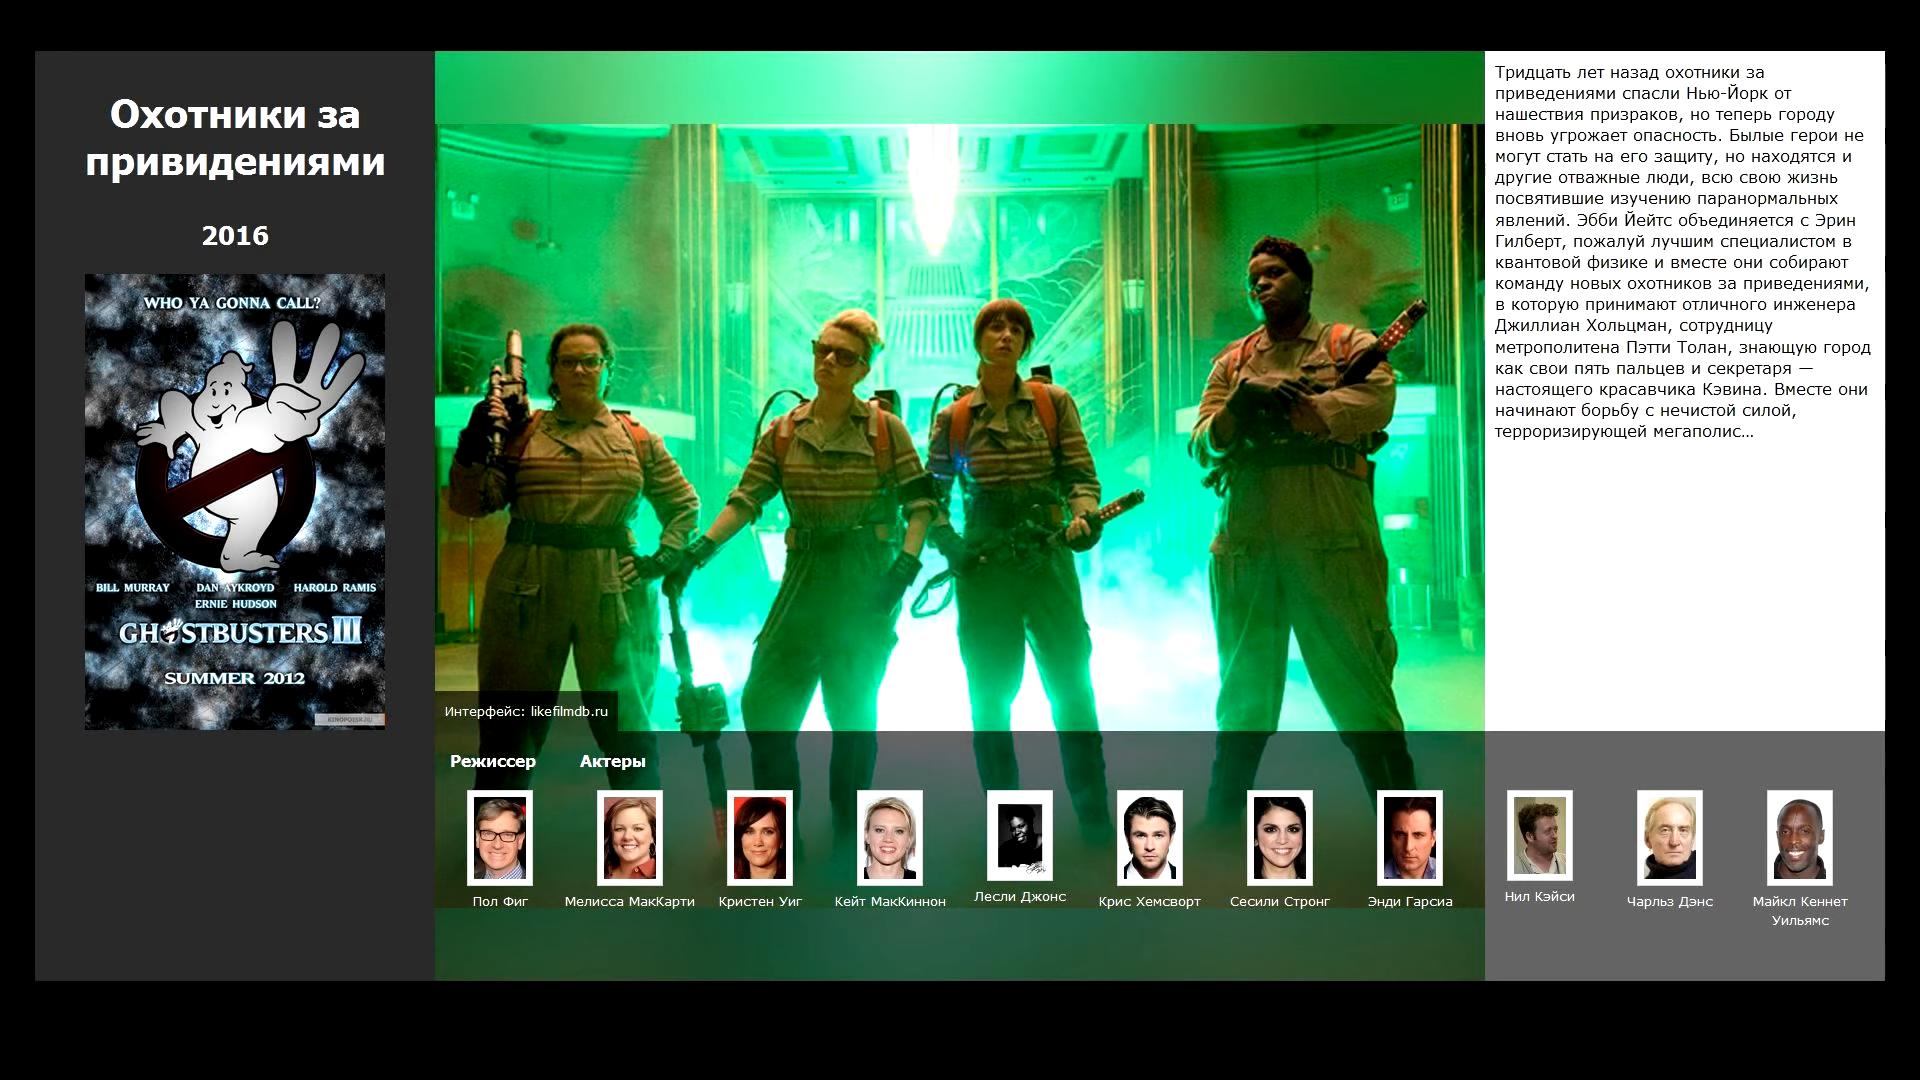 Охотники за
привидениями
2016
WHO YA GONNA CALL?
BILL MURRAY DAN AYKROYD HAROLD RAMIS
ERNIE HUDSON
GHOSTBUSTERS III
SUMMER 2012
KINOPOISK.RU
Интерфейс: likefilmdb.ru
Тридцать лет назад охотники за
приведениями спасли Нью-Йорк от
нашествия призраков, но теперь городу
вновь угрожает опасность. Былые герои не
могут стать на его защиту, но находятся и
другие отважные люди, всю свою жизнь
посвятившие изучению паранормальных
явлений. Эбби Йейтс объединяется с Эрин
Гилберт, пожалуй лучшим специалистом в
квантовой физике и вместе они собирают
команду новых охотников за приведениями,
в которую принимают отличного инженера
Джиллиан Хольцман, сотрудницу
метрополитена Пэтти Толан, знающую город
как свои пять пальцев и секретаря —
настоящего красавчика Кэвина. Вместе они
начинают борьбу с нечистой силой,
терроризирующей мегаполис…
Режиссер Актеры
Пол Фиг Мелисса МакКарти Кристен Уиг Кейт МакКиннон Лесли Джонс Крис Хемсворт Сесили Стронг Энди Гарсиа Нил Кэйси Чарльз Дэнс Майкл Кеннет
Уильямс